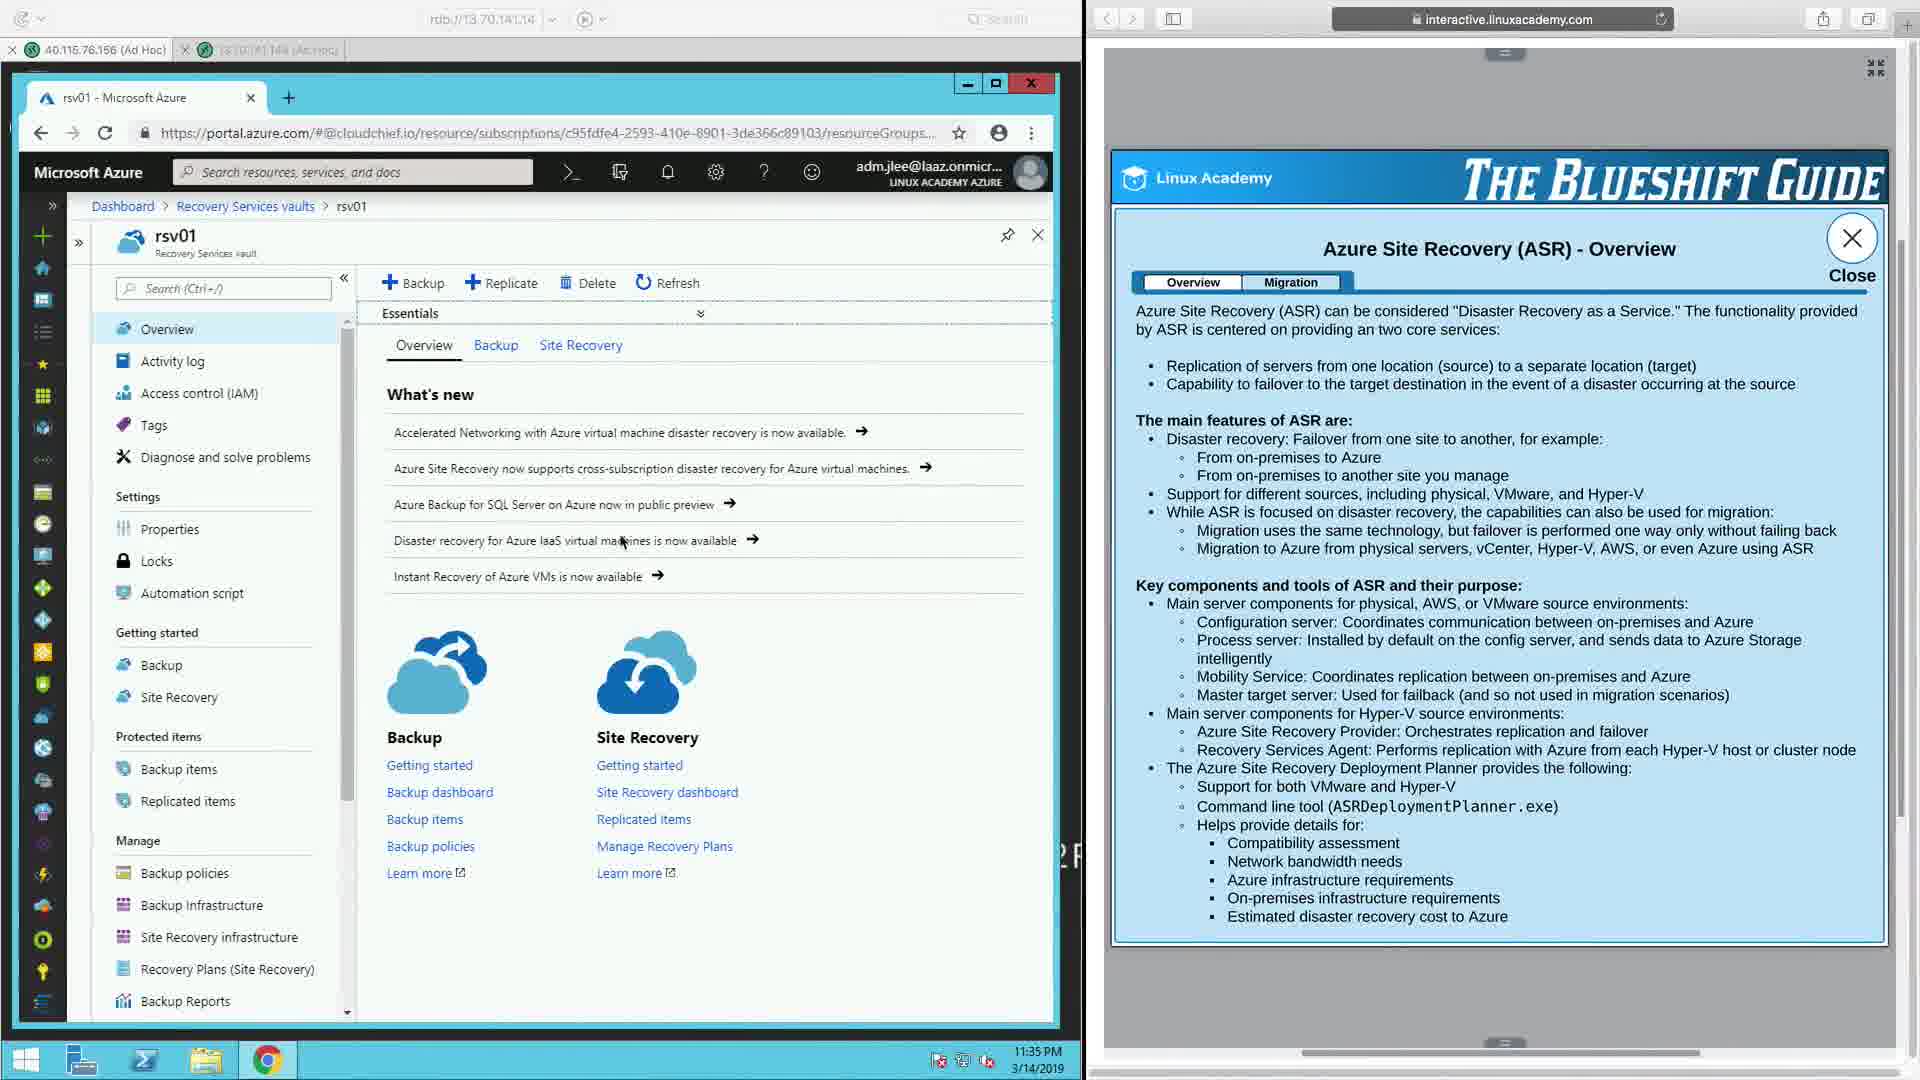 rdb://13.70.141.14
Search
40.115.76.156 (Ad Hoc)
rsv01 - Microsoft Azure
https://portal.azure.com/#@cloudchief.io/resource/subscriptions/c95fdfe4-2593-410e-8901-3de366c89103/resourceGroups...
Microsoft Azure
Search resources, services, and docs
adm.jlee@laaz.onmicr...
LINUX ACADEMY AZURE
Dashboard > Recovery Services vaults > rsv01
rsv01
Recovery Services vault
Search (Ctrl+/)
Overview
Activity log
Access control (IAM)
Tags
Diagnose and solve problems
Settings
Properties
Locks
Automation script
Getting started
Backup
Site Recovery
Protected items
Backup items
Replicated items
Manage
Backup policies
Backup Infrastructure
Site Recovery infrastructure
Recovery Plans (Site Recovery)
Backup Reports
Backup Replicate Delete Refresh
Essentials
Overview Backup Site Recovery
What's new
Accelerated Networking with Azure virtual machine disaster recovery is now available.
Azure Site Recovery now supports cross-subscription disaster recovery for Azure virtual machines.
Azure Backup for SQL Server on Azure now in public preview
Disaster recovery for Azure IaaS virtual machines is now available
Instant Recovery of Azure VMs is now available
Backup
Getting started
Backup dashboard
Backup items
Backup policies
Learn more
Site Recovery
Getting started
Site Recovery dashboard
Replicated items
Manage Recovery Plans
Learn more
11:35 PM
3/14/2019
interactive.linuxacademy.com
Linux Academy
THE BLUESHIFT GUIDE
Azure Site Recovery (ASR) - Overview
Close
Overview Migration
Azure Site Recovery (ASR) can be considered "Disaster Recovery as a Service." The functionality provided
by ASR is centered on providing an two core services:
• Replication of servers from one location (source) to a separate location (target)
• Capability to failover to the target destination in the event of a disaster occurring at the source
The main features of ASR are:
• Disaster recovery: Failover from one site to another, for example:
◦ From on-premises to Azure
◦ From on-premises to another site you manage
• Support for different sources, including physical, VMware, and Hyper-V
• While ASR is focused on disaster recovery, the capabilities can also be used for migration:
◦ Migration uses the same technology, but failover is performed one way only without failing back
◦ Migration to Azure from physical servers, vCenter, Hyper-V, AWS, or even Azure using ASR
Key components and tools of ASR and their purpose:
• Main server components for physical, AWS, or VMware source environments:
◦ Configuration server: Coordinates communication between on-premises and Azure
◦ Process server: Installed by default on the config server, and sends data to Azure Storage
intelligently
◦ Mobility Service: Coordinates replication between on-premises and Azure
◦ Master target server: Used for failback (and so not used in migration scenarios)
• Main server components for Hyper-V source environments:
◦ Azure Site Recovery Provider: Orchestrates replication and failover
◦ Recovery Services Agent: Performs replication with Azure from each Hyper-V host or cluster node
• The Azure Site Recovery Deployment Planner provides the following:
◦ Support for both VMware and Hyper-V
◦ Command line tool (ASRDeploymentPlanner.exe)
◦ Helps provide details for:
▪ Compatibility assessment
▪ Network bandwidth needs
▪ Azure infrastructure requirements
▪ On-premises infrastructure requirements
▪ Estimated disaster recovery cost to Azure